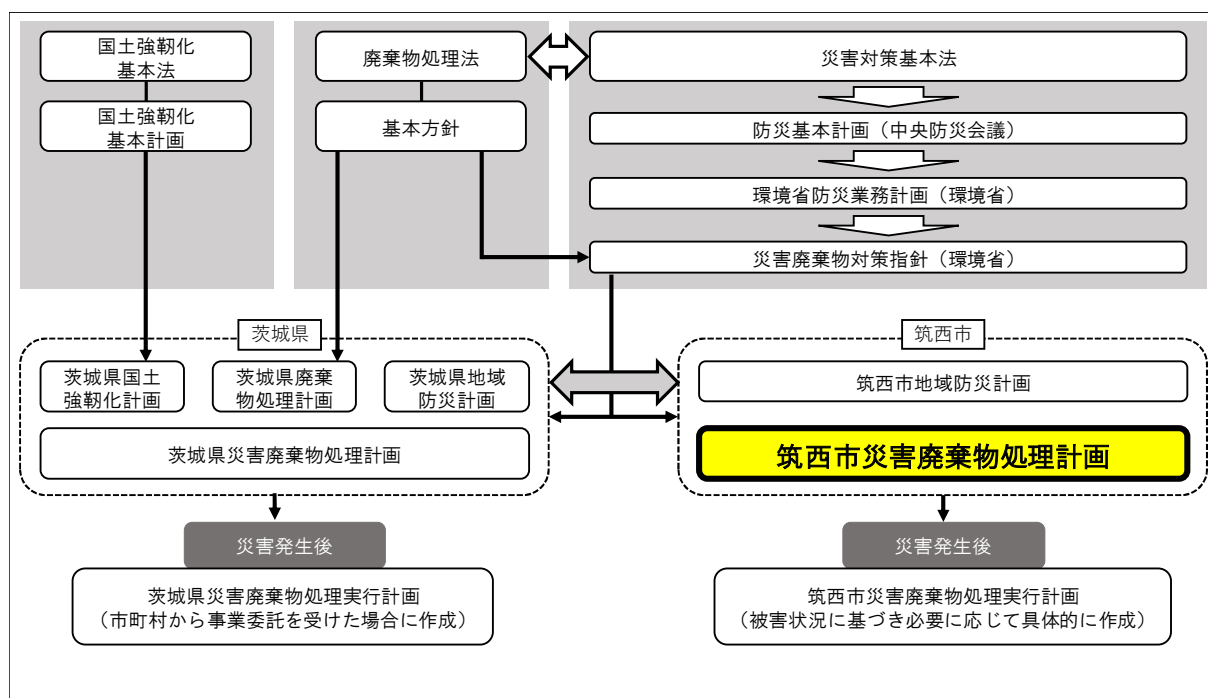 国土強靭化
基本法
廃棄物処理法
災害対策基本法
国土強靭化
基本計画
基本方針
防災基本計画(中央防災会議)
環境省防災業務計画(環境省)
災害廃棄物対策指針(環境省)
茨城県
筑西市
茨城県国土
強靭化計画
茨城県廃棄
物処理計画
茨城県地域
防災計画
筑西市地域防災計画
茨城県災害廃棄物処理計画
筑西市災害廃棄物処理計画
災害発生後
災害発生後
茨城県災害廃棄物処理実行計画
(市町村から事業委託を受けた場合に作成)
筑西市災害廃棄物処理実行計画
(被害状況に基づき必要に応じて具体的に作成)